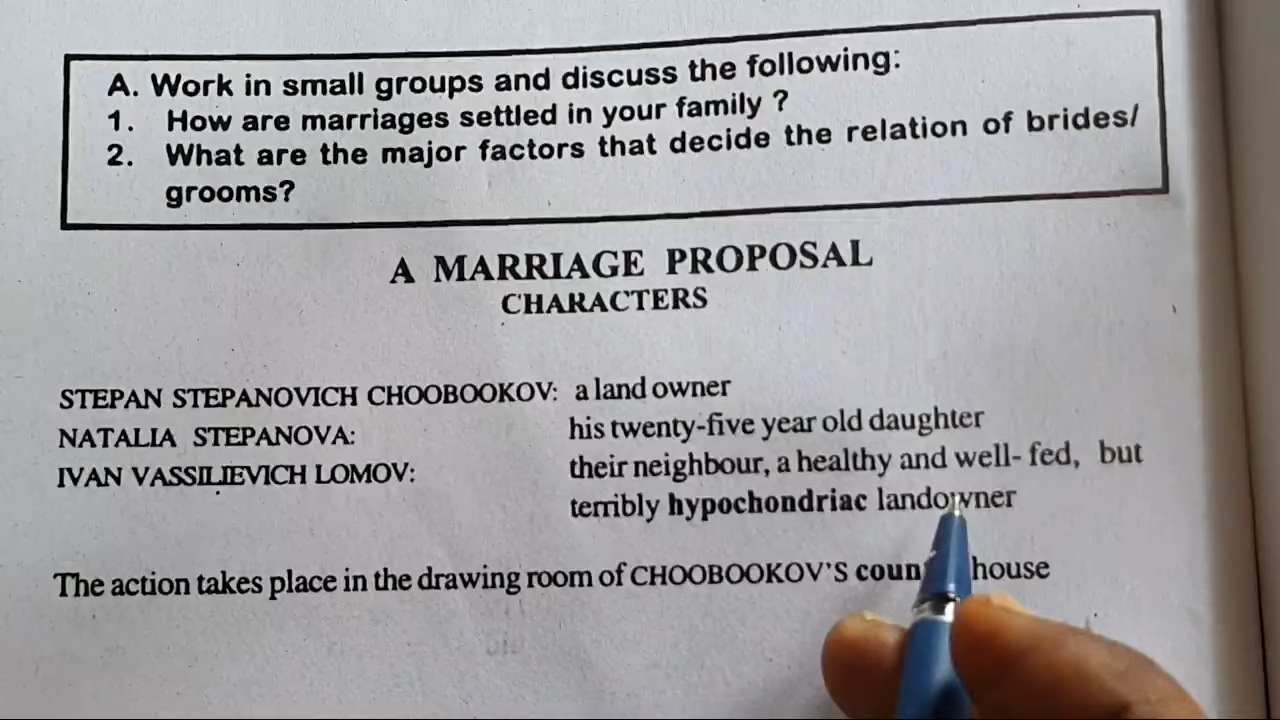 A. Work in small groups and discuss the following:
1. How are marriages settled in your family ?
2. What are the major factors that decide the relation of brides/
grooms?
A MARRIAGE PROPOSAL
CHARACTERS
STEPAN STEPANOVICH CHOOBOOKOV: a land owner
NATALIA STEPANOVA: his twenty-five year old daughter
IVAN VASSILIEVICH LOMOV: their neighbour, a healthy and well- fed, but
terribly hypochondriac landowner
The action takes place in the drawing room of CHOOBOOKOV'S house